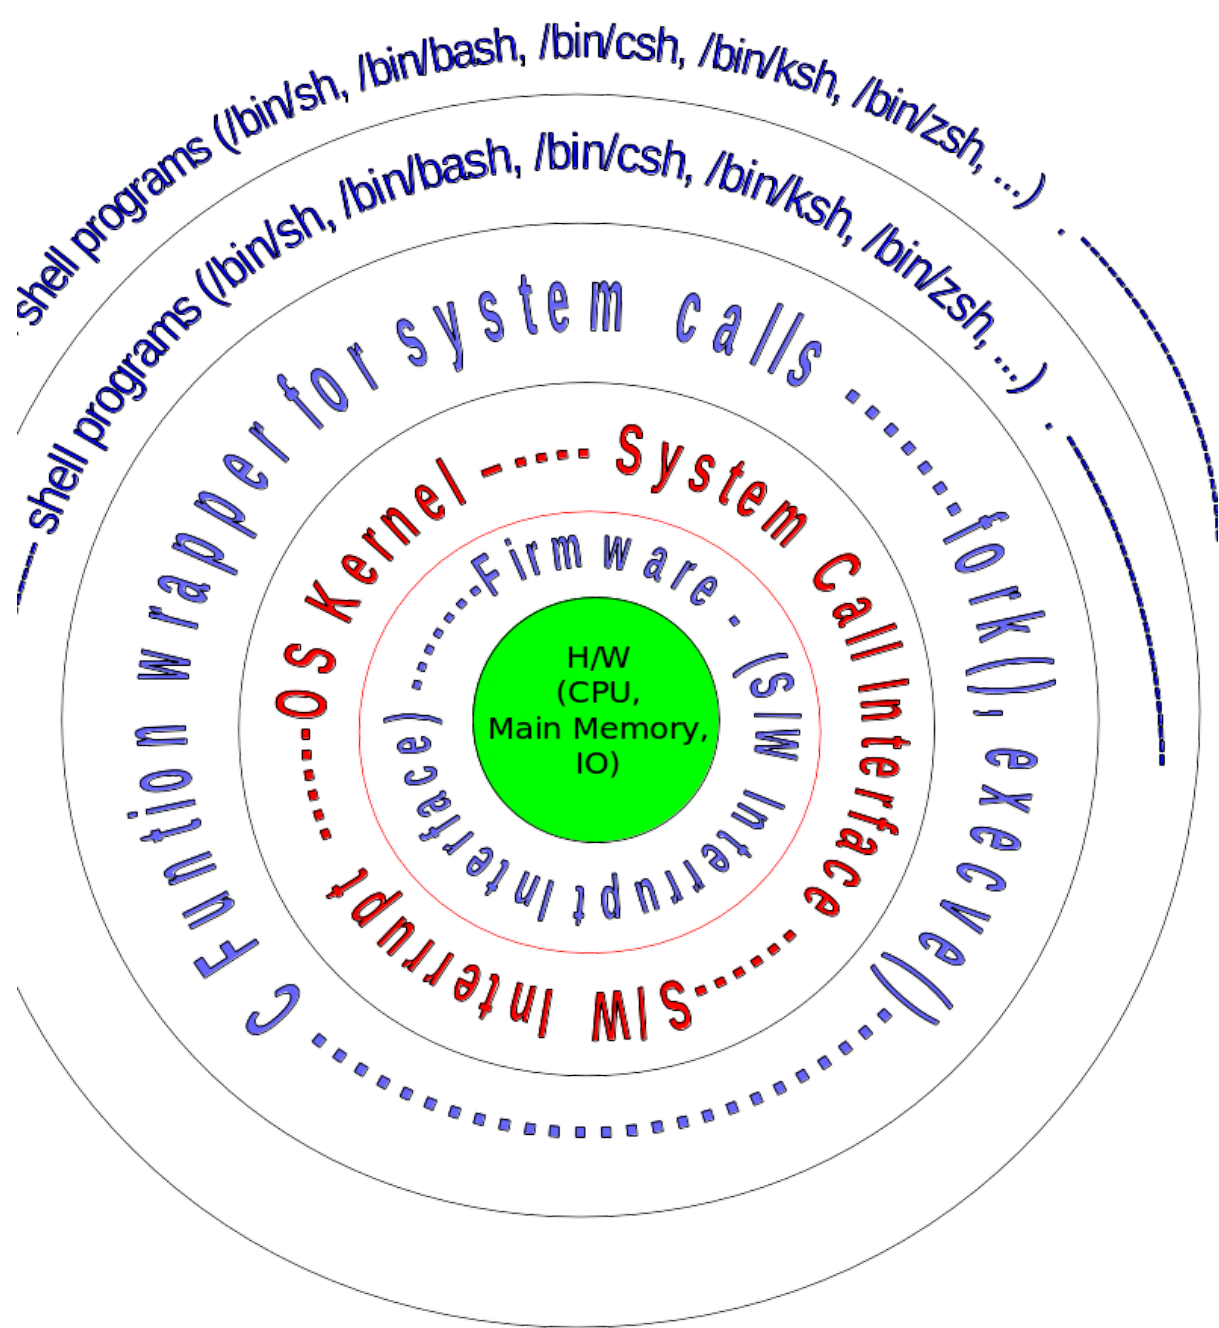 shell programs (/bin/sh, /bin/bash, /bin/csh, /bin/ksh, /bin/zsh, ...)
shell programs (/bin/sh, /bin/bash, /bin/csh, /bin/ksh, /bin/zsh, ...)
C Funtion wrapper for system calls .......fork(), execve()
OS Kernel ------ System Call Interface ......S/W Interrupt ......
Firmware - (S/W Interrupt Interface) .......
H/W
(CPU,
Main Memory,
IO)